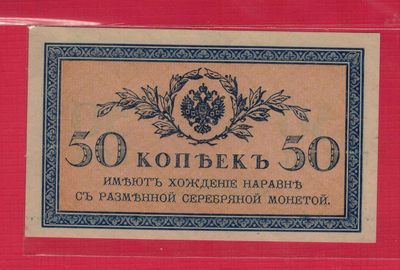 50 КОПѢЕКЪ 50
ИМѢЮТЪ ХОЖДЕНІЕ НАРАВНѢ
СЪ РАЗМѢННОЙ СЕРЕБРЯНОЙ МОНЕТОЙ.